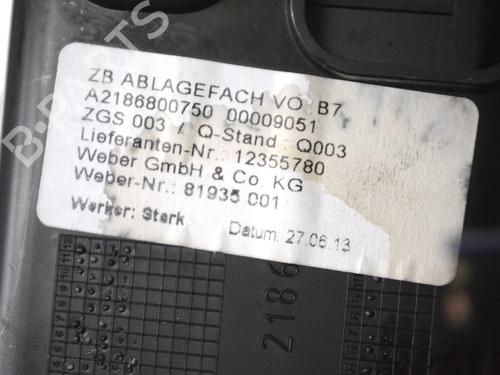 ZB ABLAGEFACH VO. B7
A2186800750 00009051
ZGS 003 / Q-Stand : Q003
Lieferanten-Nr.: 12355780
Weber GmbH & Co. KG
Weber-Nr.: 81935 001
Werker: Stark
Datum: 27.06.13
2186